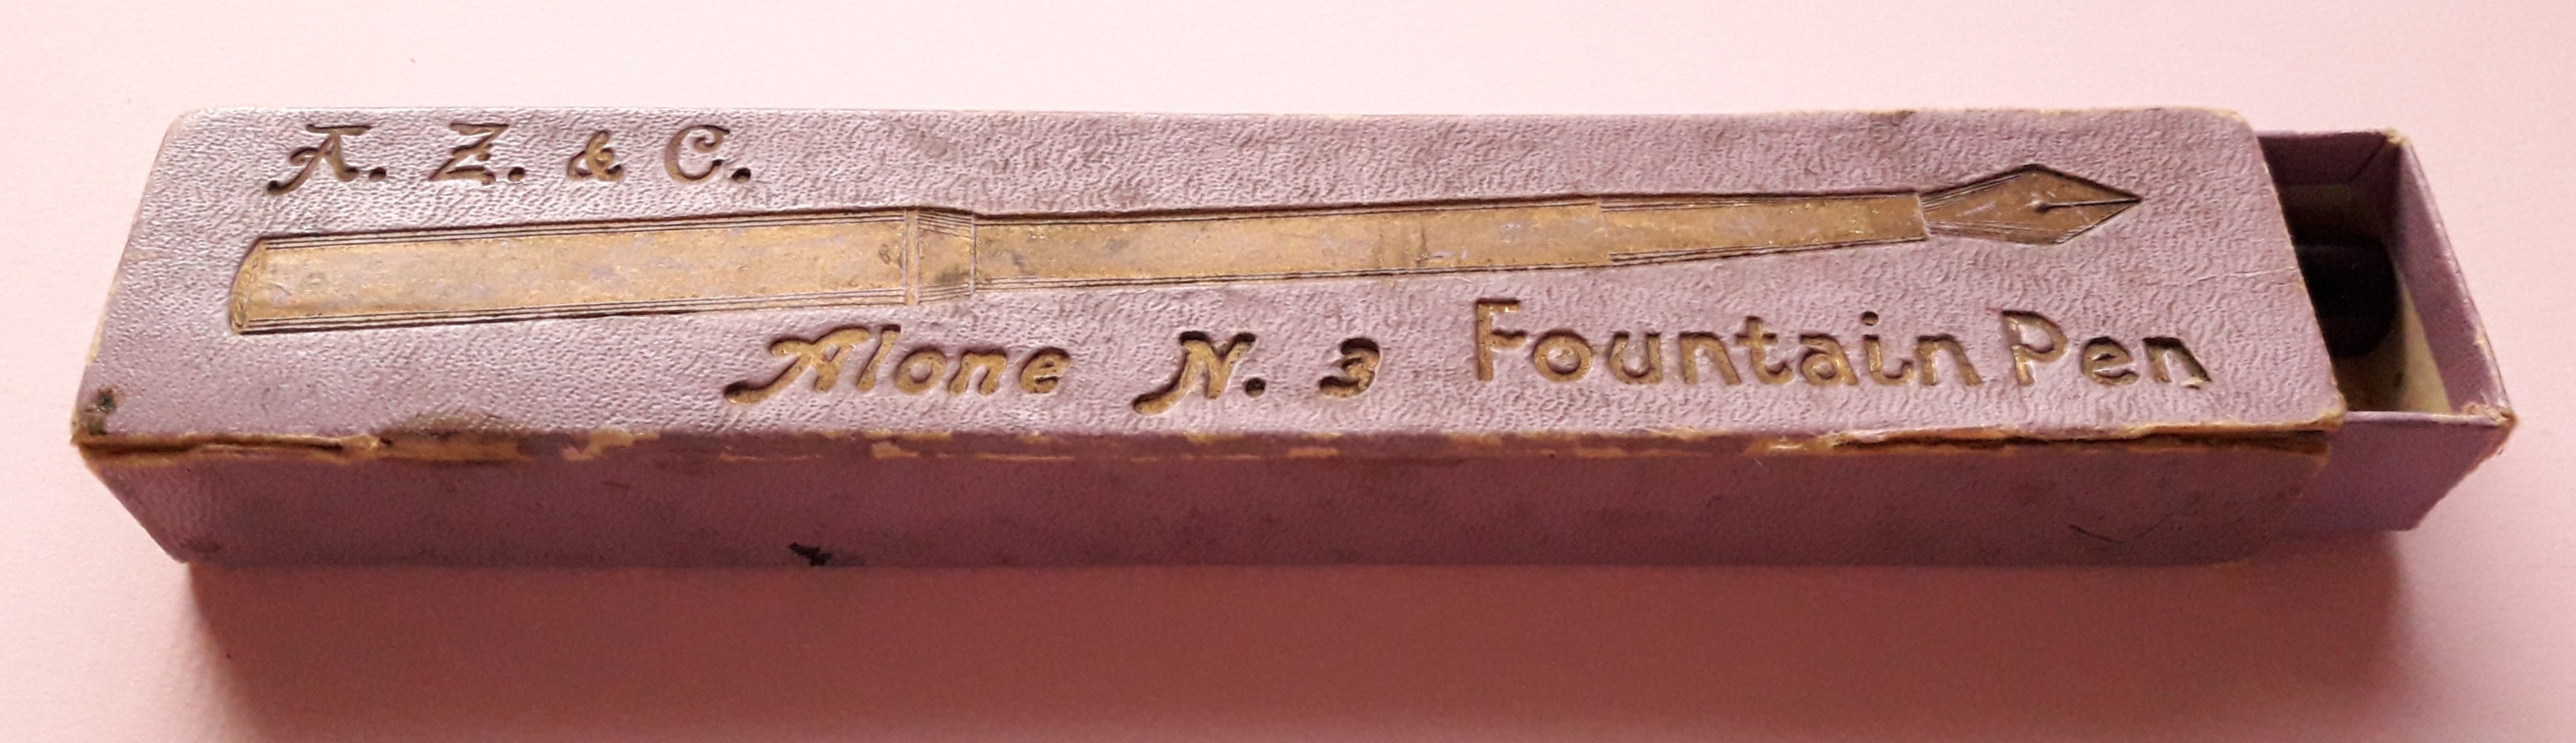 A. Z. & C.
Alone N. 3 Fountain Pen